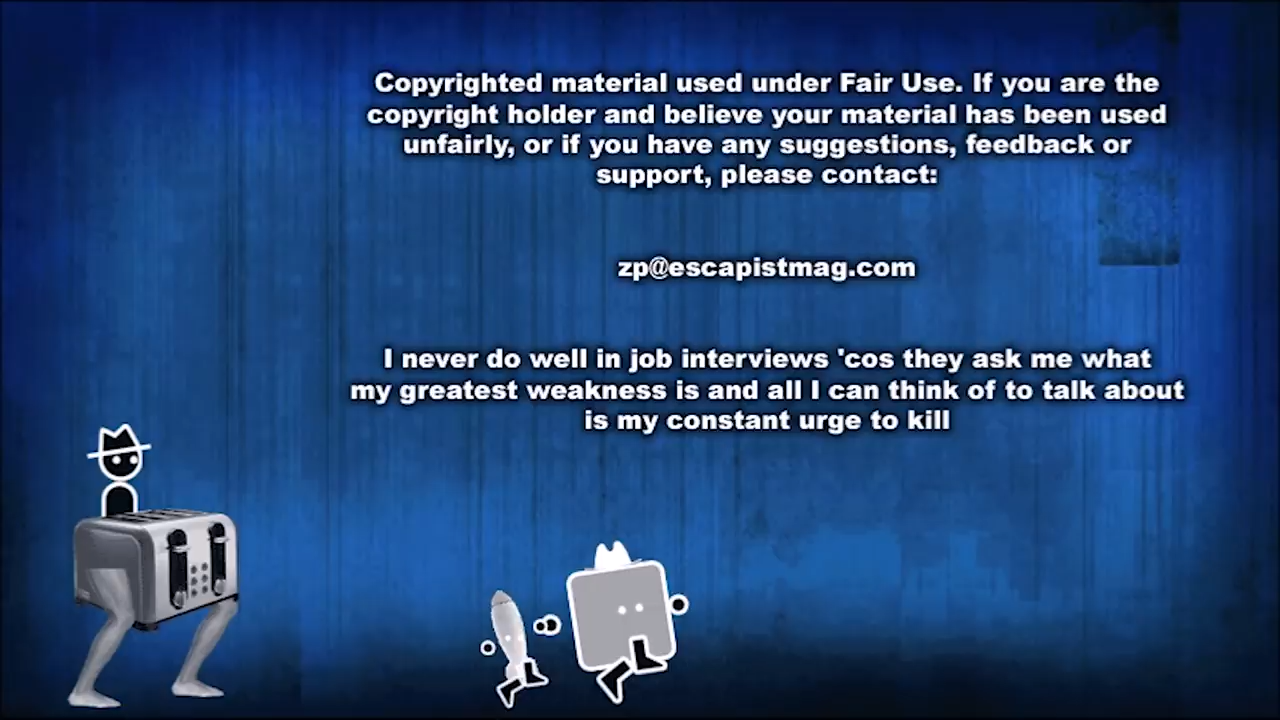 Copyrighted material used under Fair Use. If you are the
copyright holder and believe your material has been used
unfairly, or if you have any suggestions, feedback or
support, please contact:
zp@escapistmag.com
I never do well in job interviews 'cos they ask me what
my greatest weakness is and all I can think of to talk about
is my constant urge to kill